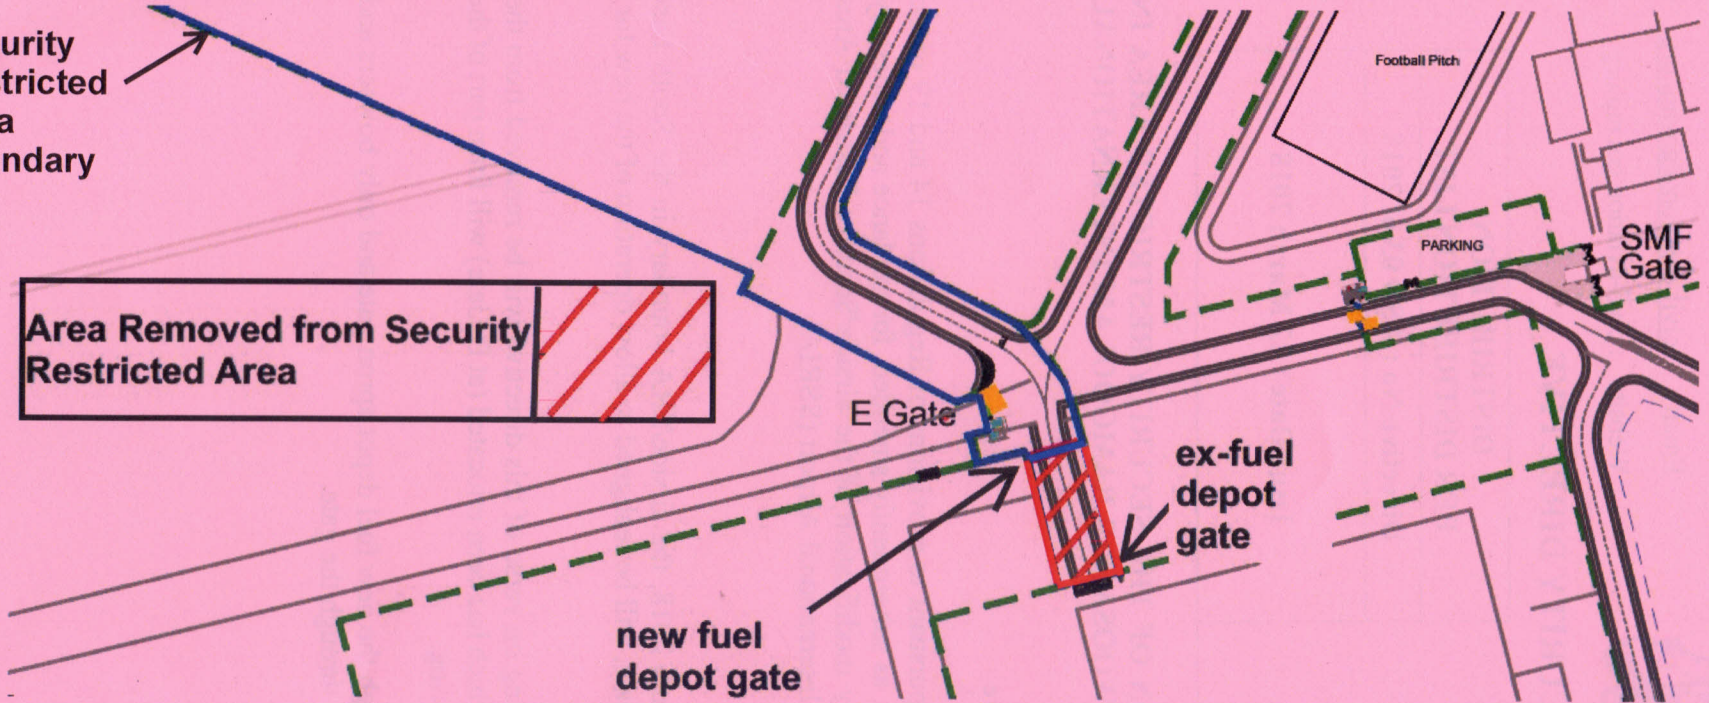 urity
tricted
a
ndary
Football Pitch
PARKING
SMF
Gate
Area Removed from Security
Restricted Area
E Gate
ex-fuel
depot
gate
new fuel
depot gate